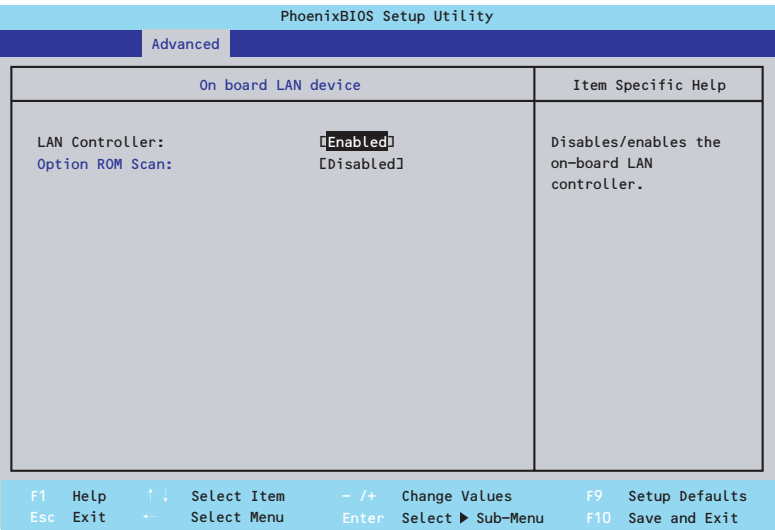 PhoenixBIOS Setup Utility
Advanced
On board LAN device
Item Specific Help
LAN Controller: [Enabled]
Option ROM Scan: [Disabled]
Disables/enables the
on-board LAN
controller.
F1 Help ↑↓ Select Item - /+ Change Values F9 Setup Defaults
Esc Exit ← Select Menu Enter Select ▶ Sub-Menu F10 Save and Exit